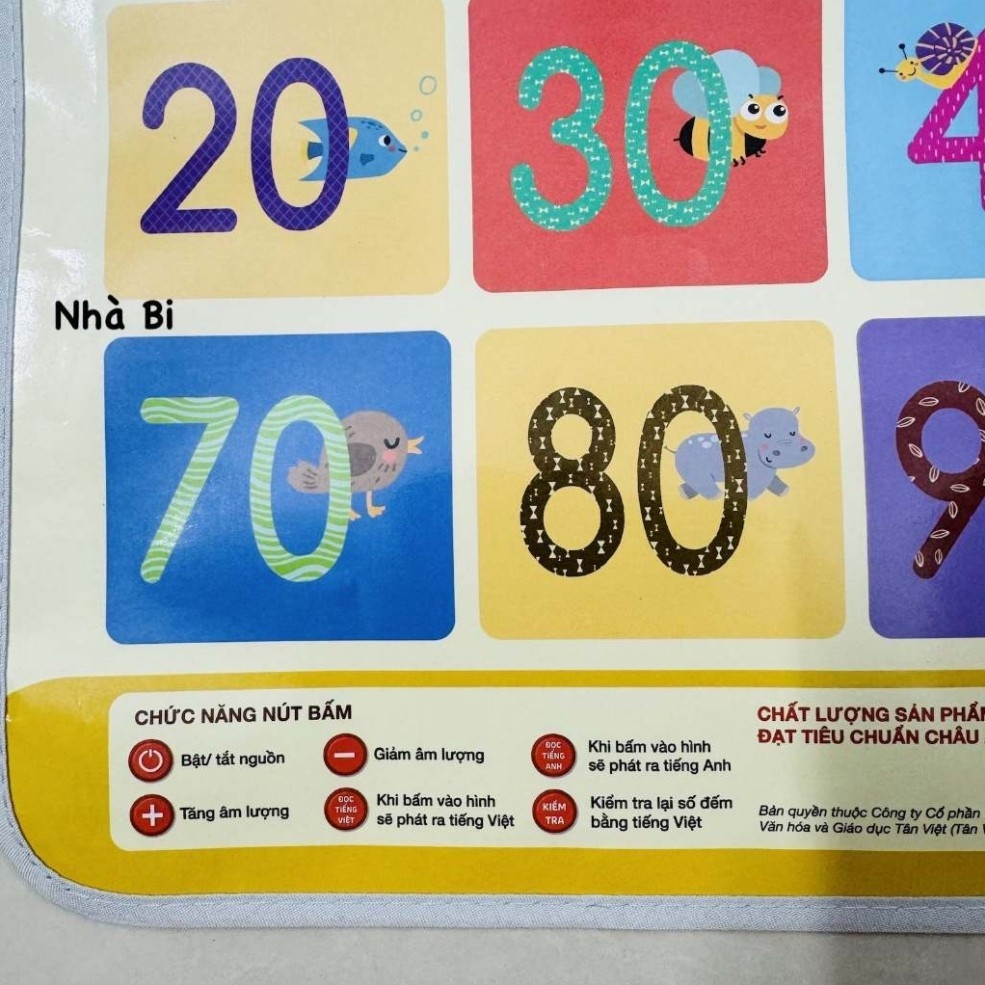 20 30 4
Nhà Bi
70 80 9
CHỨC NĂNG NÚT BẤM
Bật/ tắt nguồn
Tăng âm lượng
Giảm âm lượng
ĐỌC
TIẾNG
VIỆT
Khi bấm vào hình
sẽ phát ra tiếng Việt
ĐỌC
TIẾNG
ANH
Khi bấm vào hình
sẽ phát ra tiếng Anh
KIỂM
TRA
Kiểm tra lại số đếm
bằng tiếng Việt
CHẤT LƯỢNG SẢN PHẨM
ĐẠT TIÊU CHUẨN CHÂU
Bản quyền thuộc Công ty Cổ phần
Văn hóa và Giáo dục Tân Việt (Tân V